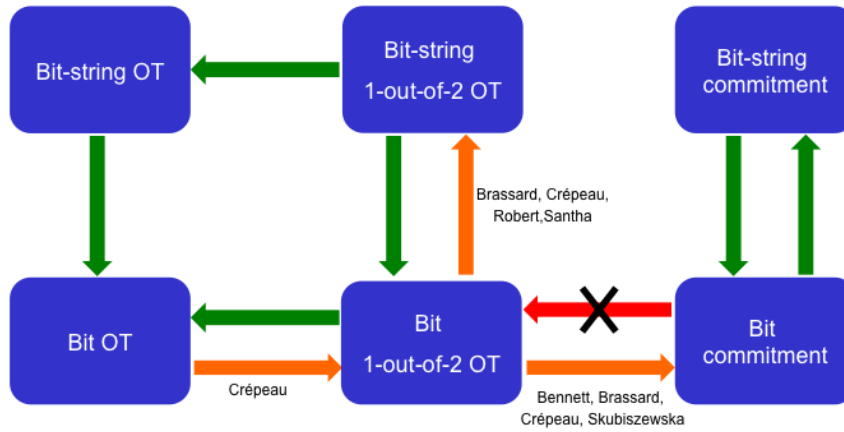 Bit-string OT
Bit-string
1-out-of-2 OT
Bit-string
commitment
Brassard, Crépeau,
Robert,Santha
Bit OT
Crépeau
Bit
1-out-of-2 OT
Bennett, Brassard,
Crépeau, Skubiszewska
Bit
commitment